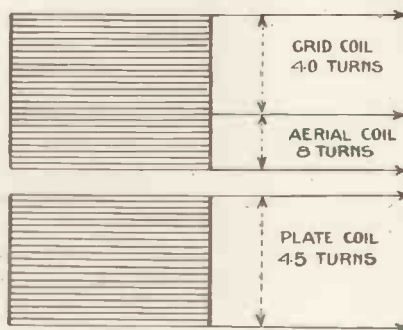 GRID COIL
40 TURNS
AERIAL COIL
8 TURNS
PLATE COIL
45 TURNS